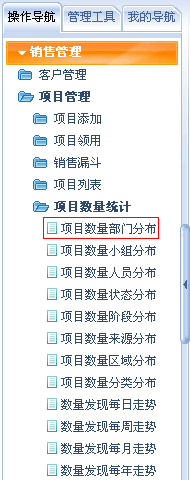 操作导航 管理工具 我的导航
销售管理
客户管理
项目管理
项目添加
项目领用
销售漏斗
项目列表
项目数量统计
项目数量部门分布
项目数量小组分布
项目数量人员分布
项目数量状态分布
项目数量阶段分布
项目数量来源分布
项目数量区域分布
项目数量分类分布
数量发现每日走势
数量发现每周走势
数量发现每月走势
数量发现每年走势